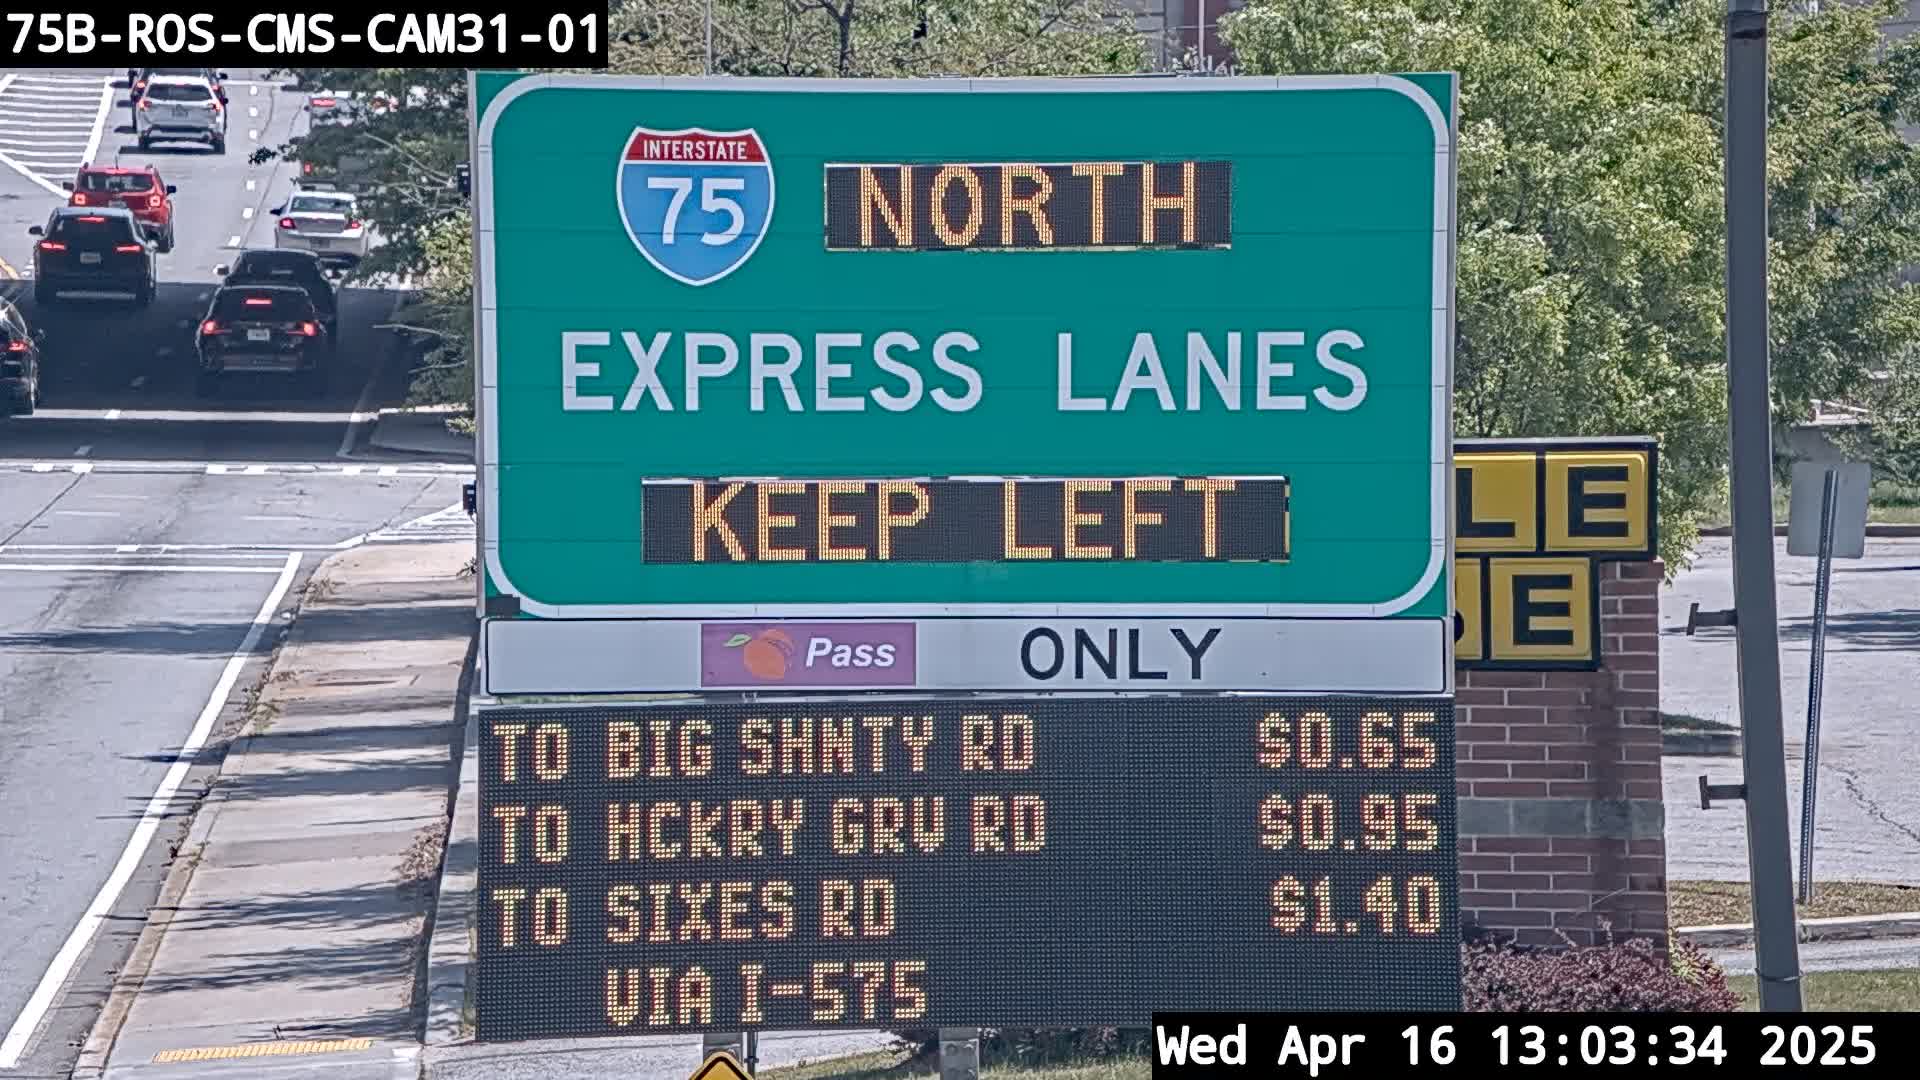 75B-ROS-CMS-CAM31-01
INTERSTATE
75
NORTH
EXPRESS LANES
KEEP LEFT
Pass ONLY
TO BIG SHNTY RD $0.65
TO HCKRY GRV RD $0.95
TO SIXES RD $1.40
VIA I-575
LE
E
Wed Apr 16 13:03:34 2025